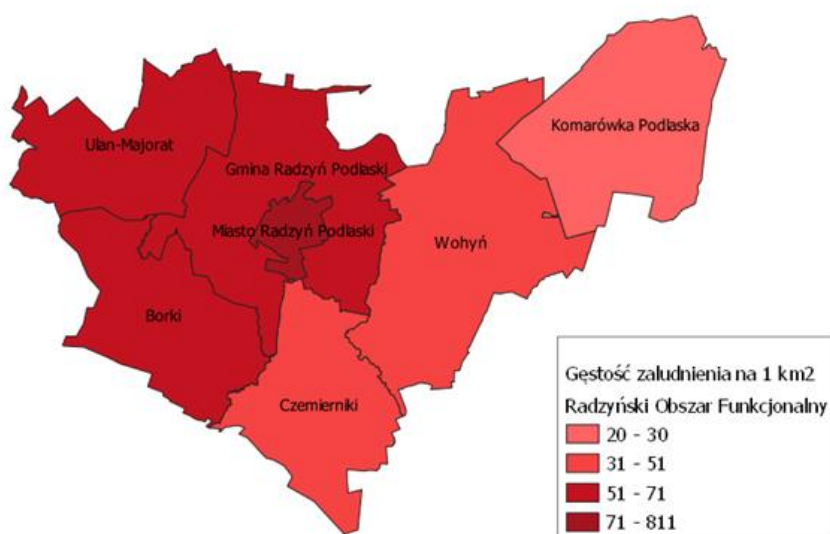 Komarówka Podlaska
Ulan-Majorat
Gmina Radzyń Podlaski
Miasto Radzyń Podlaski
Wohyń
Borki
Czemierniki
Gęstość zaludnienia na 1 km2
Radzyński Obszar Funkcjonalny
20 - 30
31 - 51
51 - 71
71 - 811